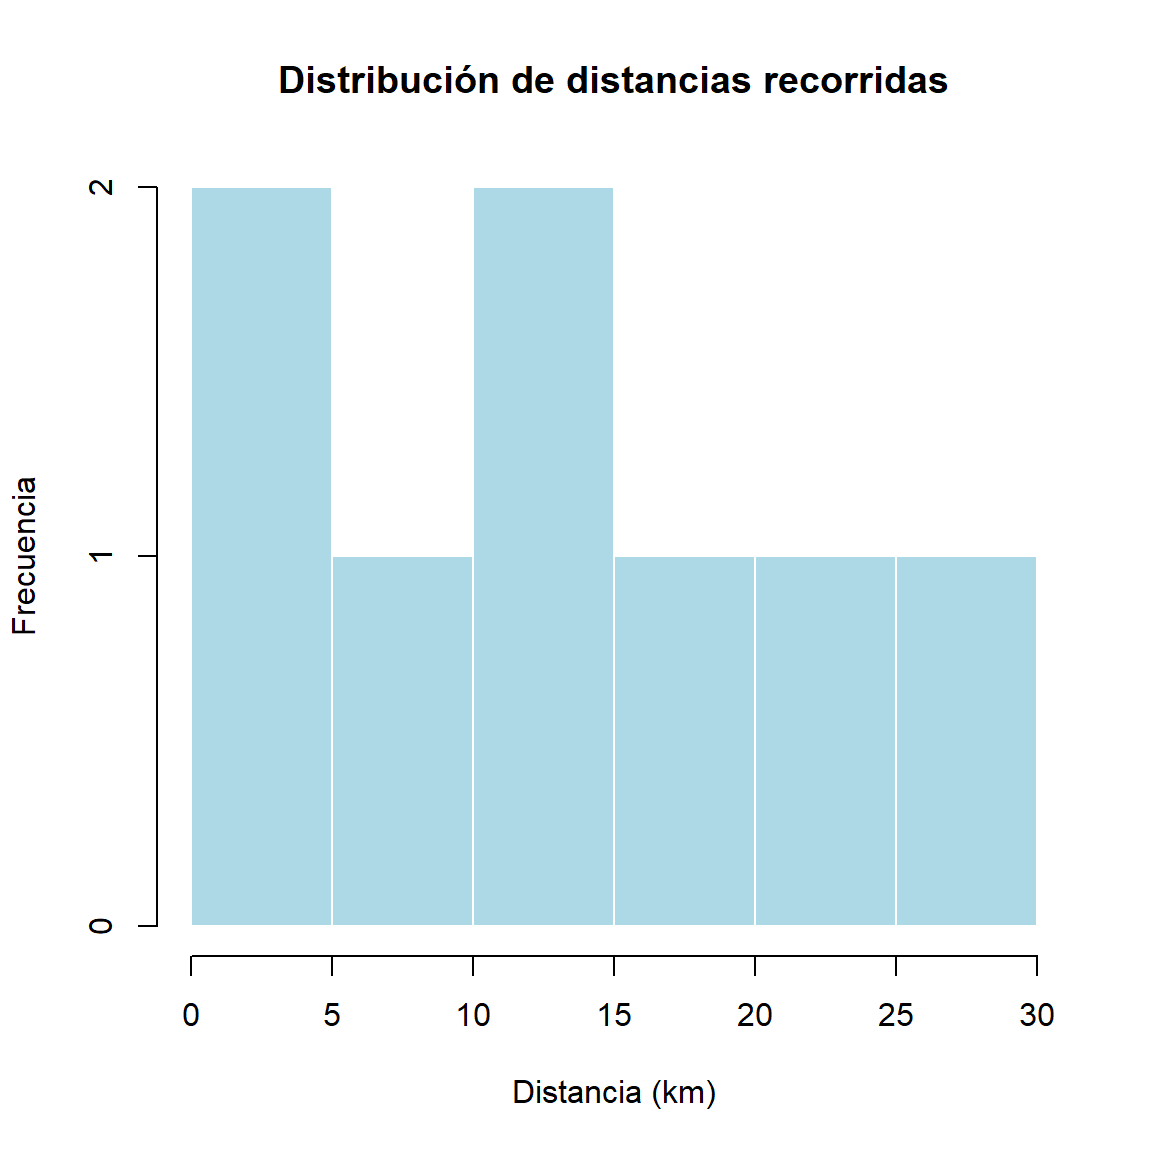 Distribución de distancias recorridas
2
1
0
Frecuencia
0 5 10 15 20 25 30
Distancia (km)